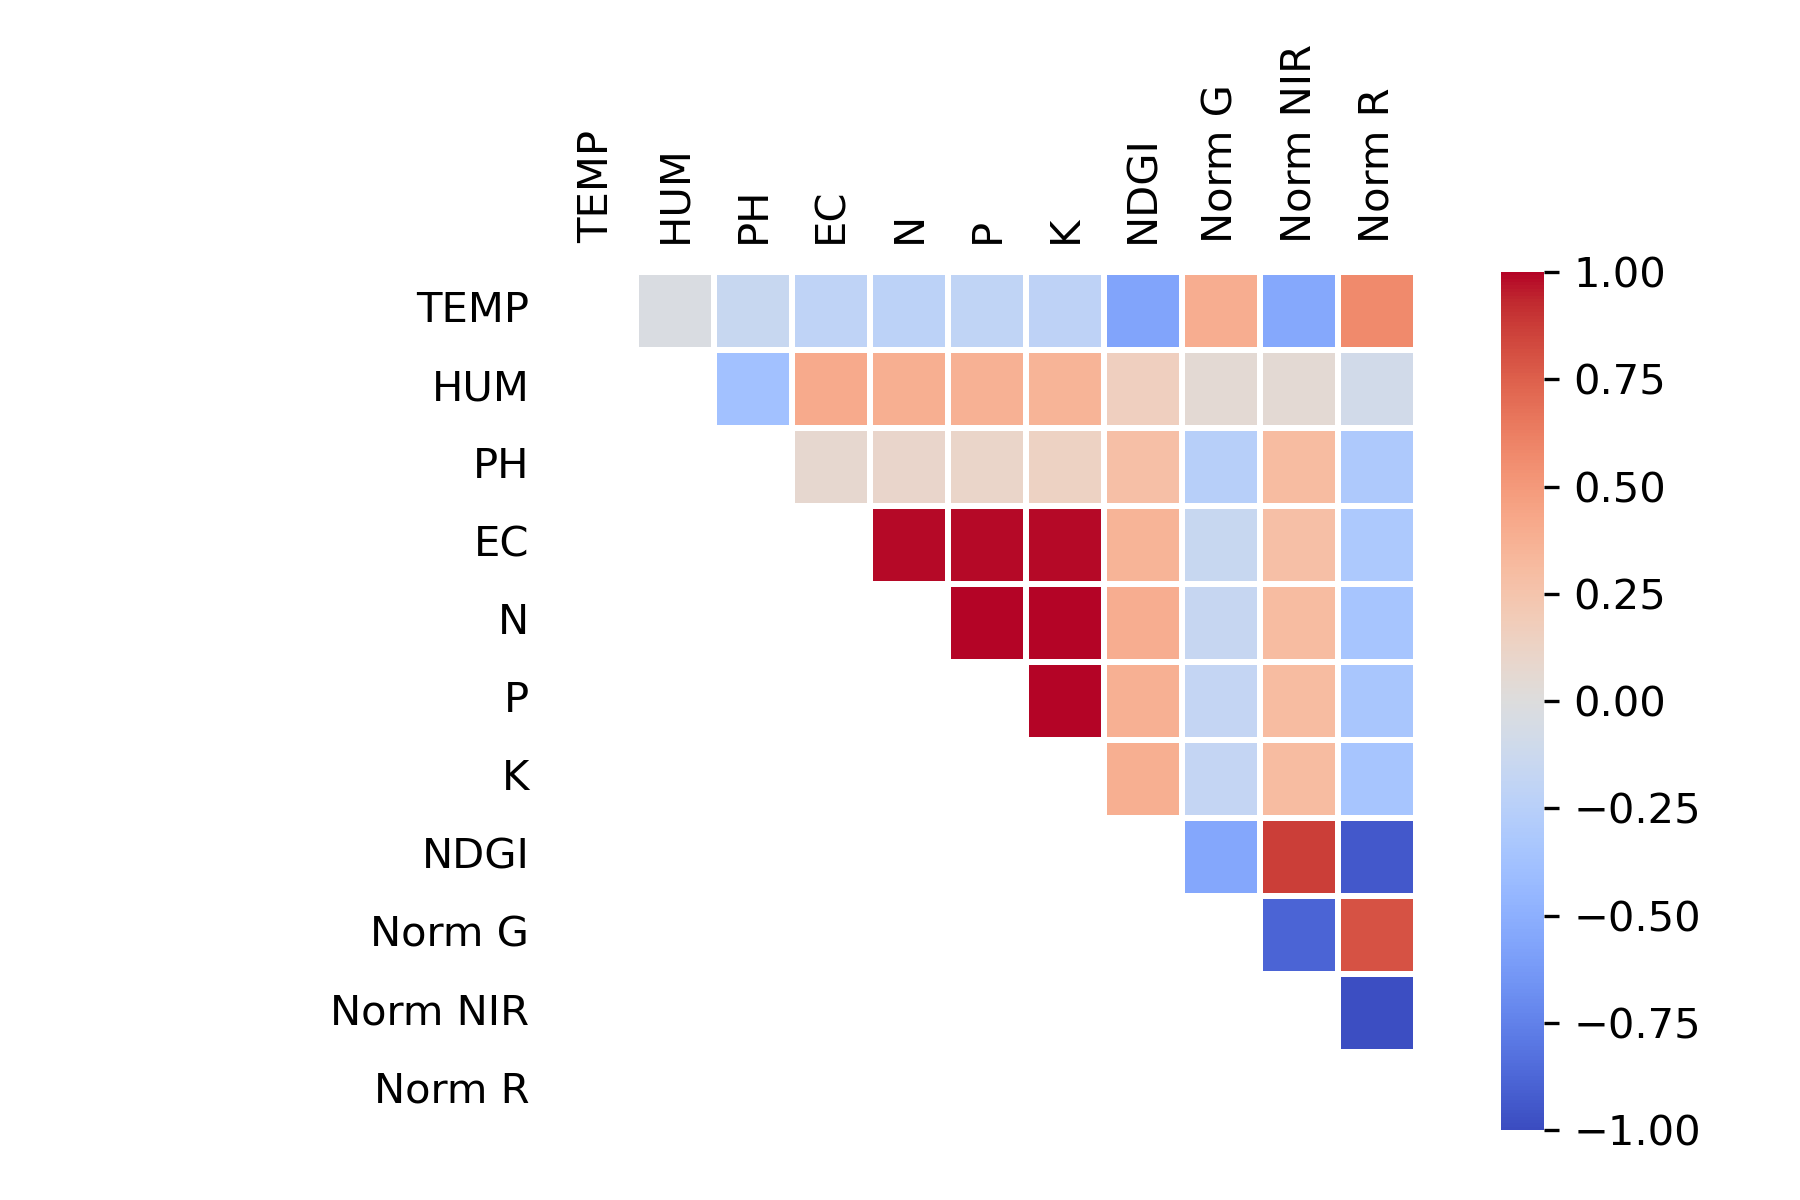 TEMP
HUM
PH
EC
N
P
K
NDGI
Norm G
Norm NIR
Norm R
TEMP
HUM
PH
EC
N
P
K
NDGI
Norm G
Norm NIR
Norm R
1.00
0.75
0.50
0.25
0.00
−0.25
−0.50
−0.75
−1.00